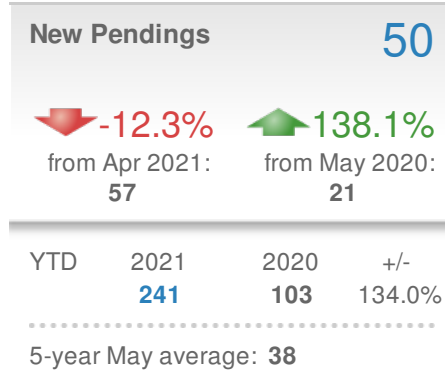 New Pendings 50
-12.3% 138.1%
from Apr 2021: from May 2020:
57 21
YTD 2021 2020 +/-
241 103 134.0%
5-year May average: 38